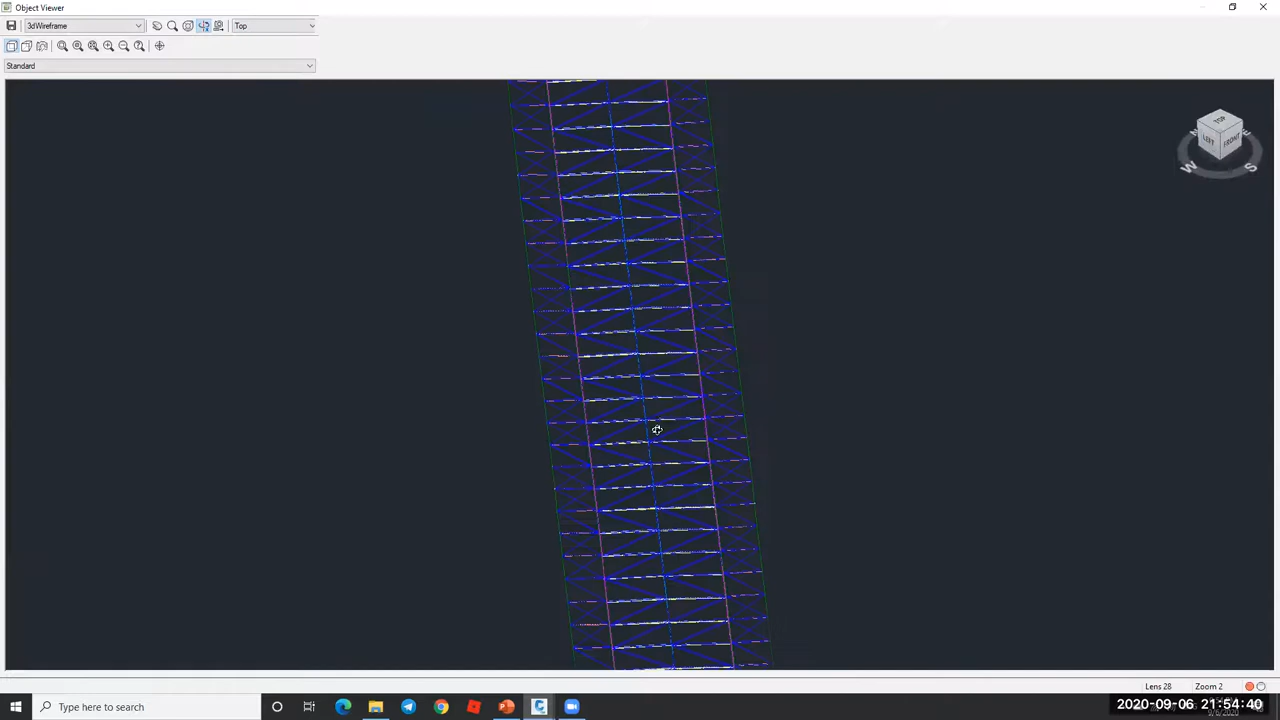 Object Viewer
3dWireframe
Top
Standard
TOP
LEFT
FRONT
W
S
Lens 28
Zoom 2
Type here to search
2020-09-06 21:54:40